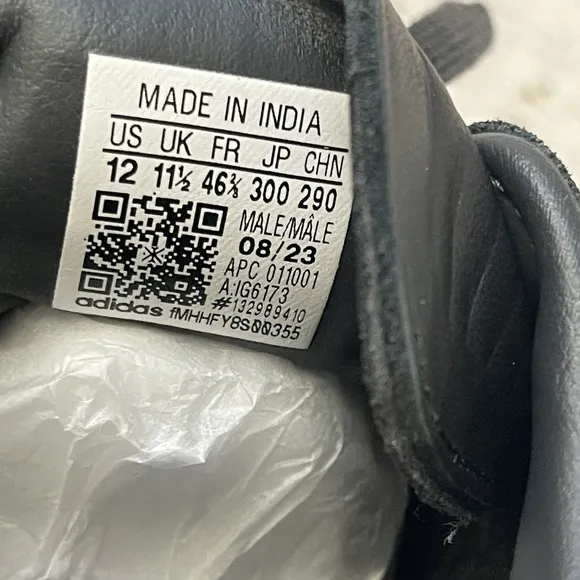 MADE IN INDIA
US UK FR JP CHN
12 11½ 46⅔ 300 290
MALE/MÂLE
08/23
APC 011001
A:IG6173
#132989410
adidas fMHHFY8S00355